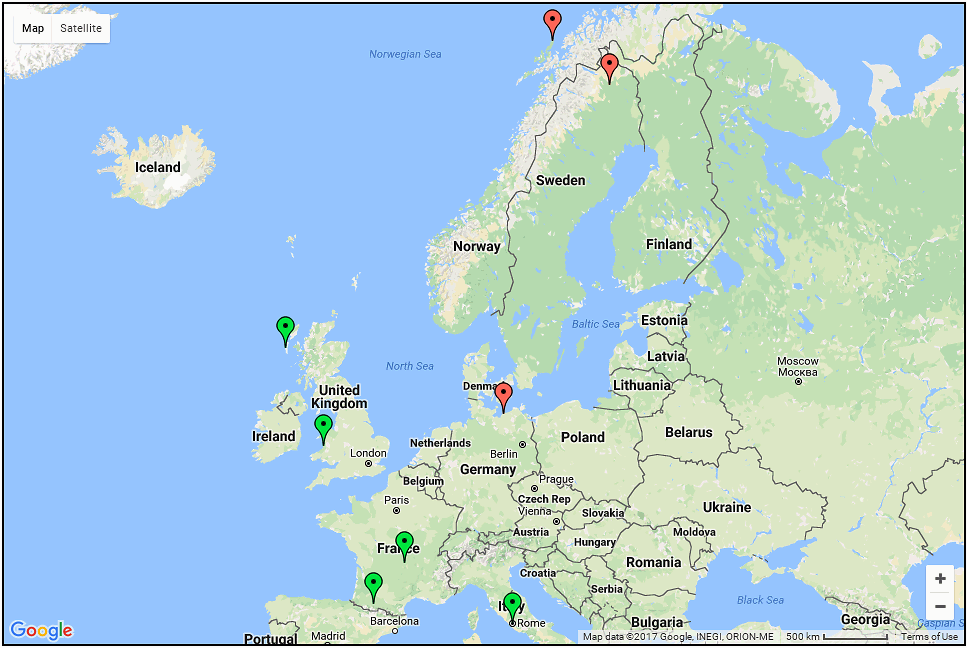 Map
Satellite
Norwegian Sea
Iceland
Sweden
Finland
Norway
Baltic Sea
Estonia
Latvia
Moscow
Москва
North Sea
Denma
Lithuania
United
Kingdom
Ireland
Netherlands
Poland
Belarus
London
Berlin
Germany
Belgium
Prague
Paris
Czech Rep
Vienna
Slovakia
Ukraine
Austria
Moldova
France
Hungary
Romania
Croatia
Serbia
Black Sea
Italy
Rome
Barcelona
Bulgaria
Georgia
Caspian S
Google
Portugal
Madrid
Map data ©2017 Google, INEGI, ORION-ME
500 km
Terms of Use